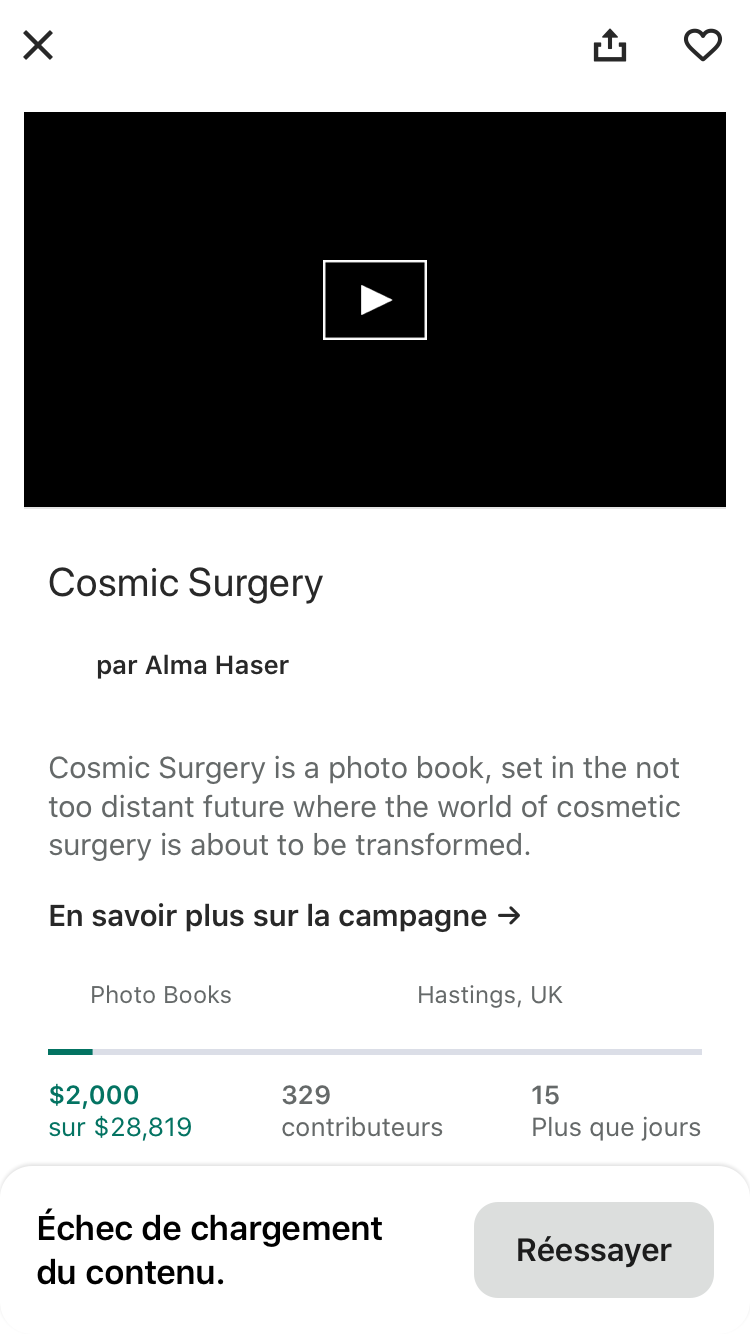 Cosmic Surgery
par Alma Haser
Cosmic Surgery is a photo book, set in the not
too distant future where the world of cosmetic
surgery is about to be transformed.
En savoir plus sur la campagne →
Photo Books
Hastings, UK
$2,000
sur $28,819
329
contributeurs
15
Plus que jours
Échec de chargement
du contenu.
Réessayer